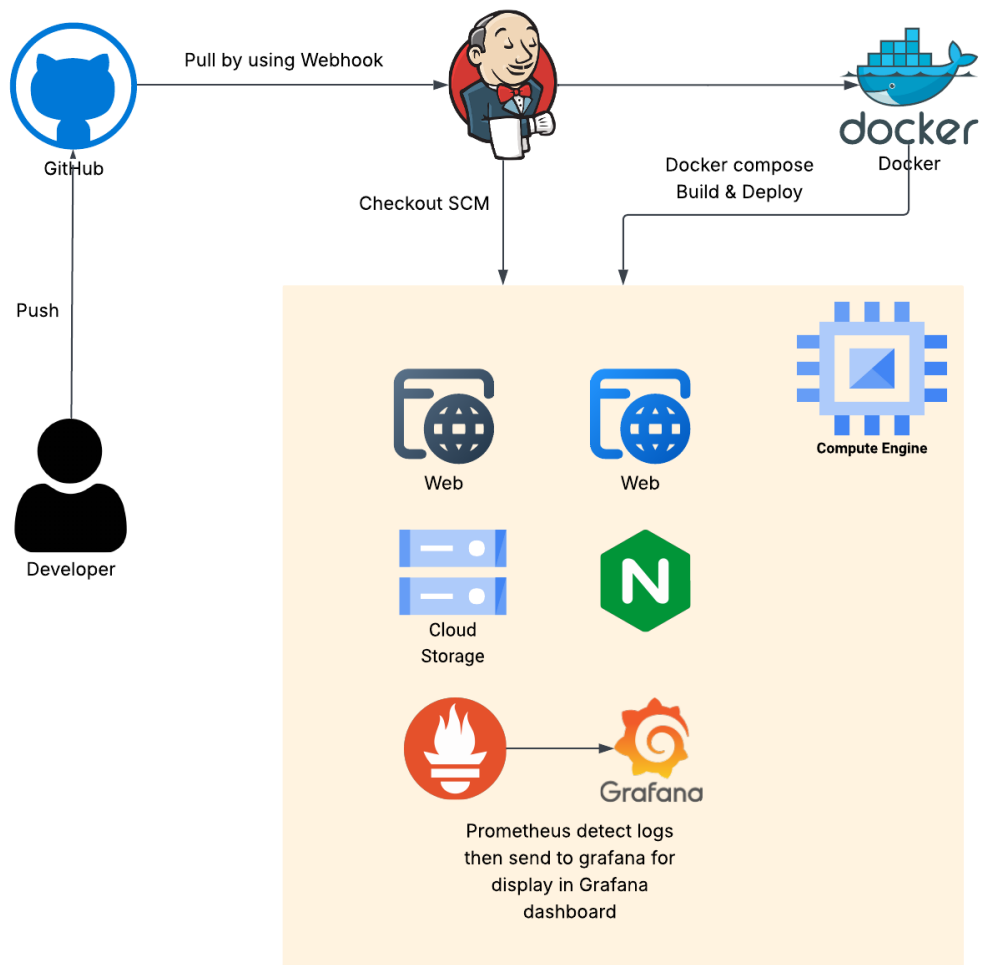 Pull by using Webhook
GitHub
docker
Docker
Docker compose
Build & Deploy
Checkout SCM
Push
Developer
Compute Engine
Web
Web
Cloud
Storage
N
Grafana
Prometheus detect logs
then send to grafana for
display in Grafana
dashboard